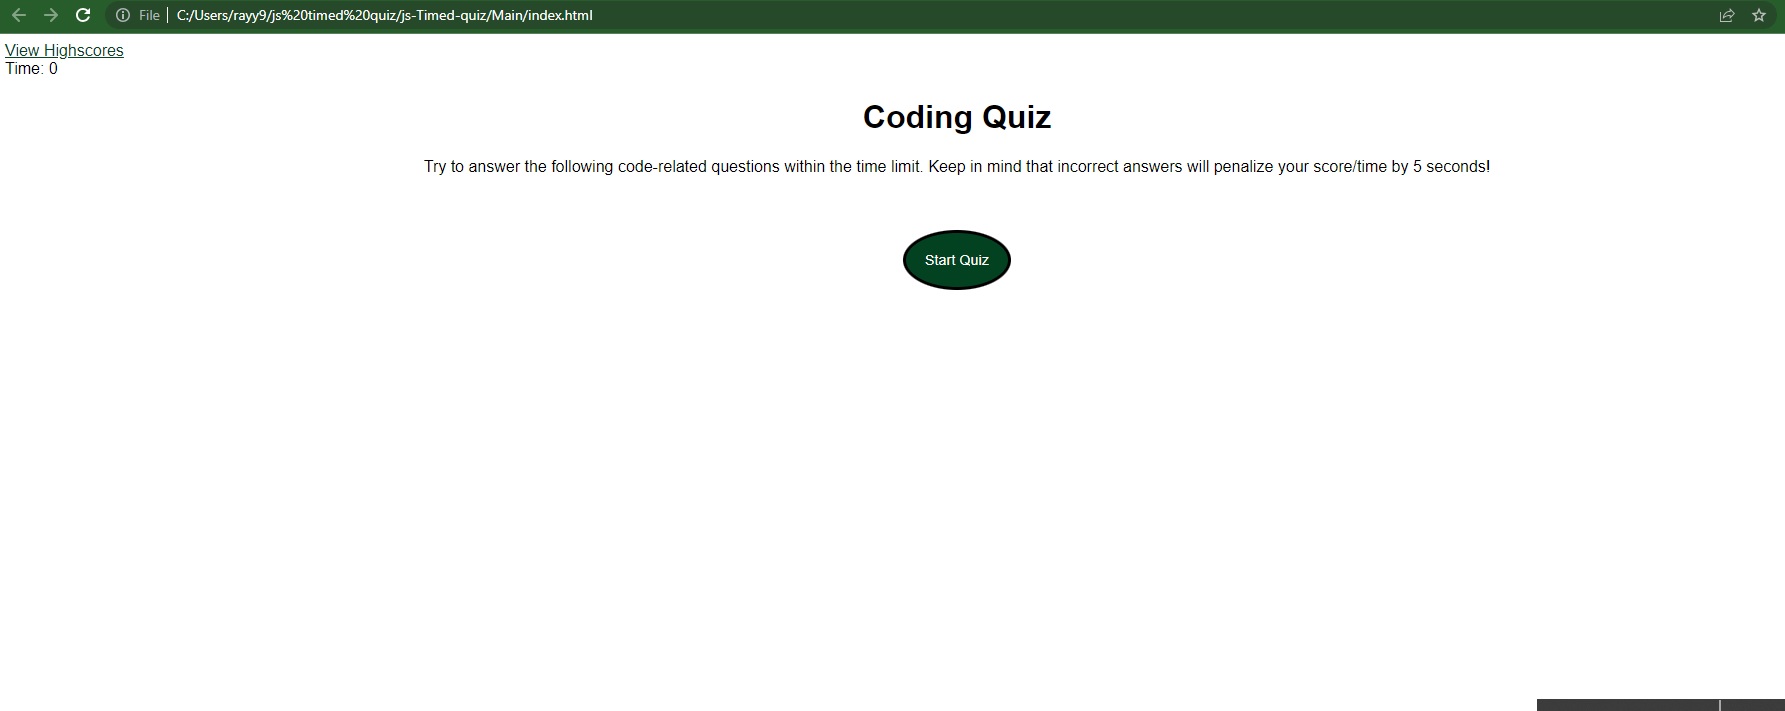 File C:/Users/rayy9/js%20timed%20quiz/js-Timed-quiz/Main/index.html
View Highscores
Time: 0
Coding Quiz
Try to answer the following code-related questions within the time limit. Keep in mind that incorrect answers will penalize your score/time by 5 seconds!
Start Quiz